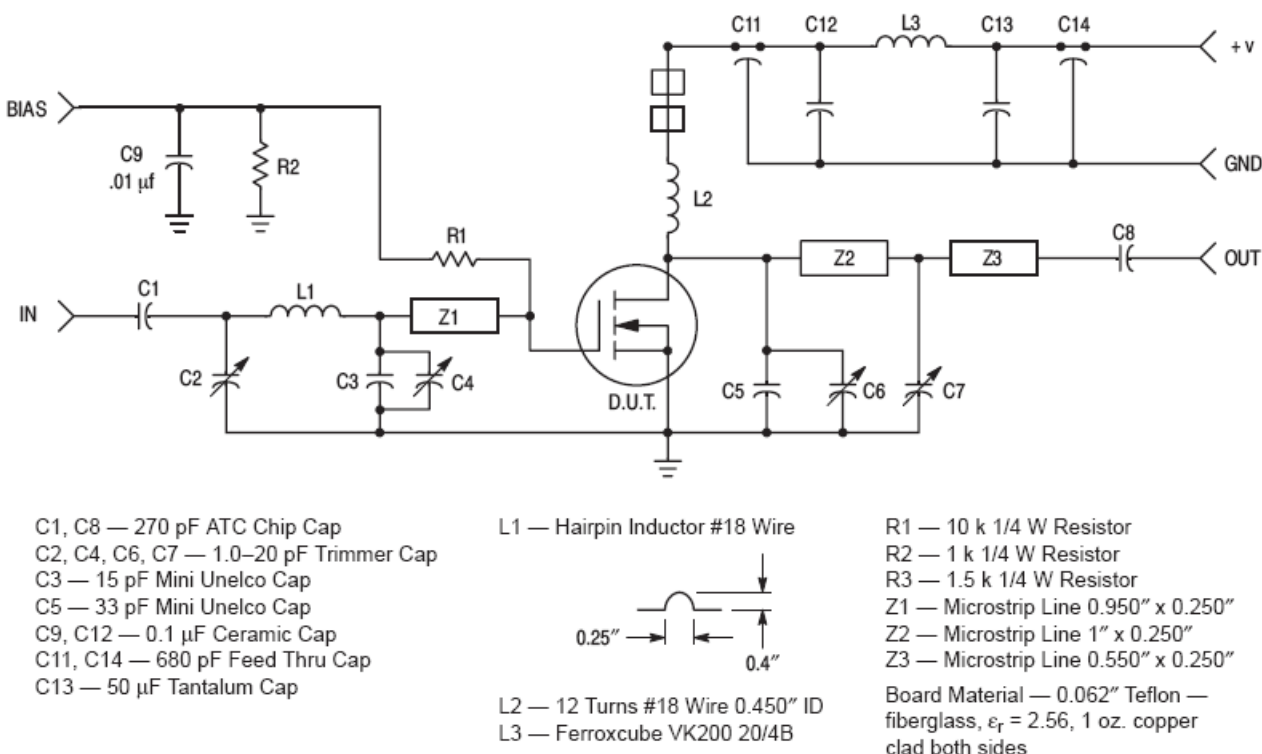 C11 C12 L3 C13 C14
+V
BIAS
C9
.01 μf
R2
L2
GND
R1
C8
C1
L1
Z1
Z2
Z3
OUT
IN
C2
C3
C4
D.U.T.
C5
C6
C7
C1, C8 — 270 pF ATC Chip Cap
C2, C4, C6, C7 — 1.0–20 pF Trimmer Cap
C3 — 15 pF Mini Unelco Cap
C5 — 33 pF Mini Unelco Cap
C9, C12 — 0.1 μF Ceramic Cap
C11, C14 — 680 pF Feed Thru Cap
C13 — 50 μF Tantalum Cap
L1 — Hairpin Inductor #18 Wire
0.25″
0.4″
L2 — 12 Turns #18 Wire 0.450″ ID
L3 — Ferroxcube VK200 20/4B
R1 — 10 k 1/4 W Resistor
R2 — 1 k 1/4 W Resistor
R3 — 1.5 k 1/4 W Resistor
Z1 — Microstrip Line 0.950″ x 0.250″
Z2 — Microstrip Line 1″ x 0.250″
Z3 — Microstrip Line 0.550″ x 0.250″
Board Material — 0.062″ Teflon —
fiberglass, εr = 2.56, 1 oz. copper
clad both sides